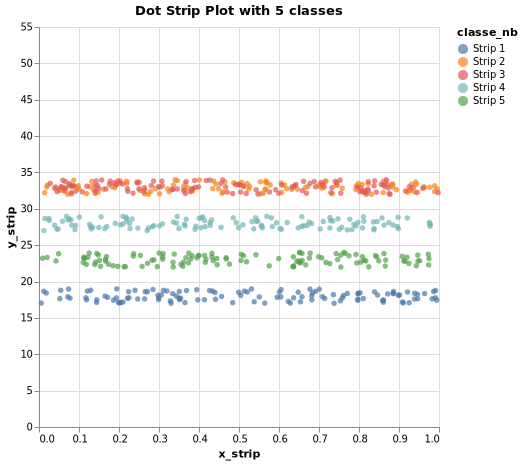 Dot Strip Plot with 5 classes
55
50
45
40
35
30
25
20
15
10
5
0
y_strip
0.0 0.1 0.2 0.3 0.4 0.5 0.6 0.7 0.8 0.9 1.0
x_strip
classe_nb
Strip 1
Strip 2
Strip 3
Strip 4
Strip 5